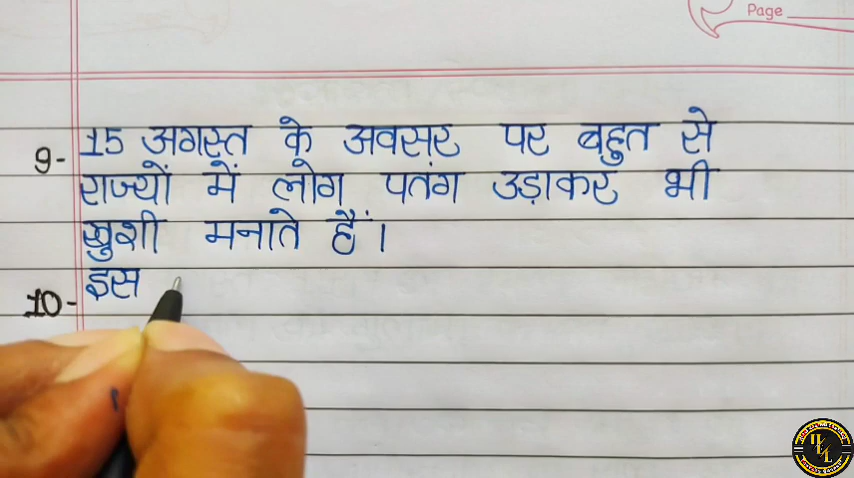 Page
9- 15 अगस्त के अवसर पर बहुत से
राज्यों में लोग पतंग उड़ाकर भी
खुशी मनाते हैं।
10- इस